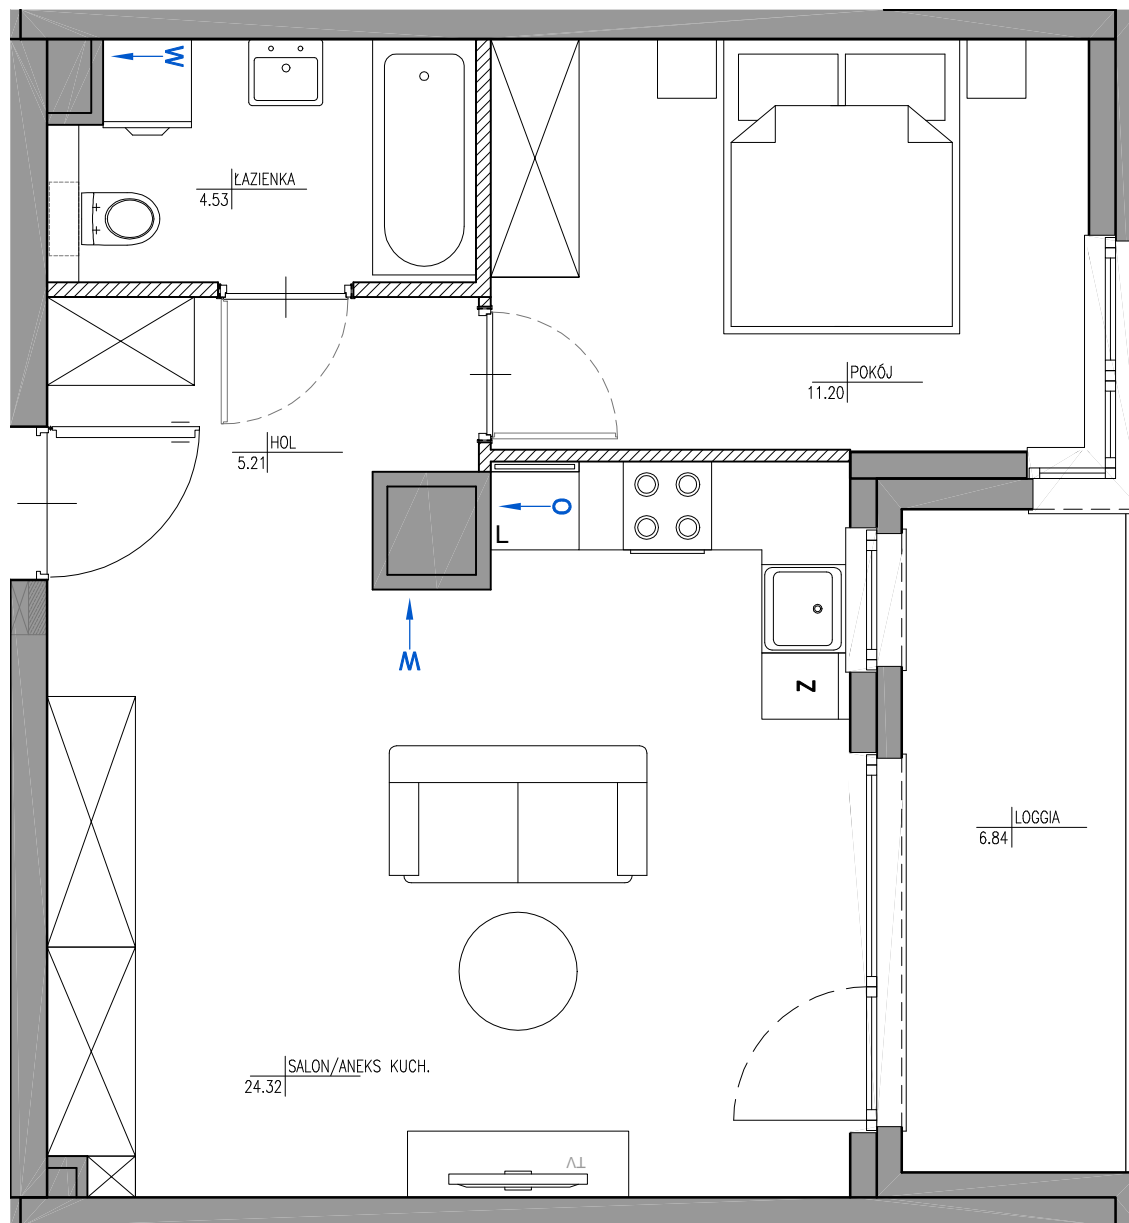 W
ŁAZIENKA
4.53
POKÓJ
11.20
HOL
5.21
O
L
W
Z
LOGGIA
6.84
SALON/ANEKS KUCH.
24.32
TV